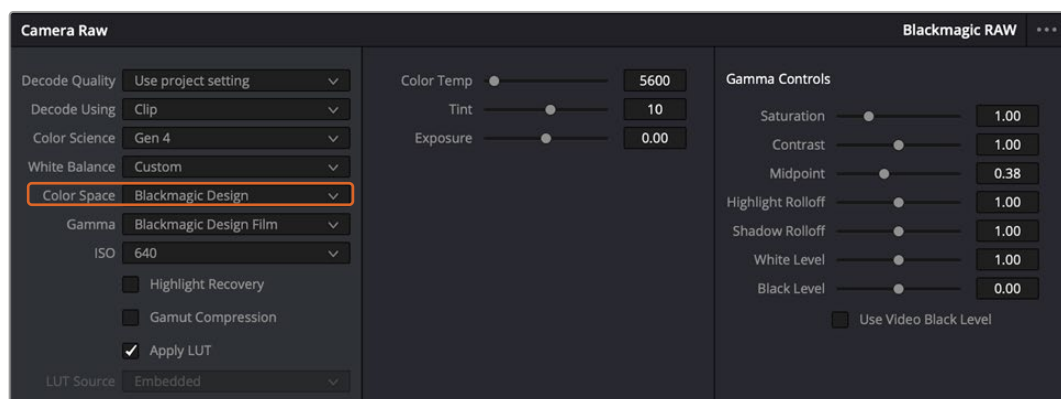 Camera Raw
Blackmagic RAW
Decode Quality Use project setting
Decode Using Clip
Color Science Gen 4
White Balance Custom
Color Space Blackmagic Design
Gamma Blackmagic Design Film
ISO 640
Highlight Recovery
Gamut Compression
Apply LUT
LUT Source Embedded
Color Temp 5600
Tint 10
Exposure 0.00
Gamma Controls
Saturation 1.00
Contrast 1.00
Midpoint 0.38
Highlight Rolloff 1.00
Shadow Rolloff 1.00
White Level 1.00
Black Level 0.00
Use Video Black Level